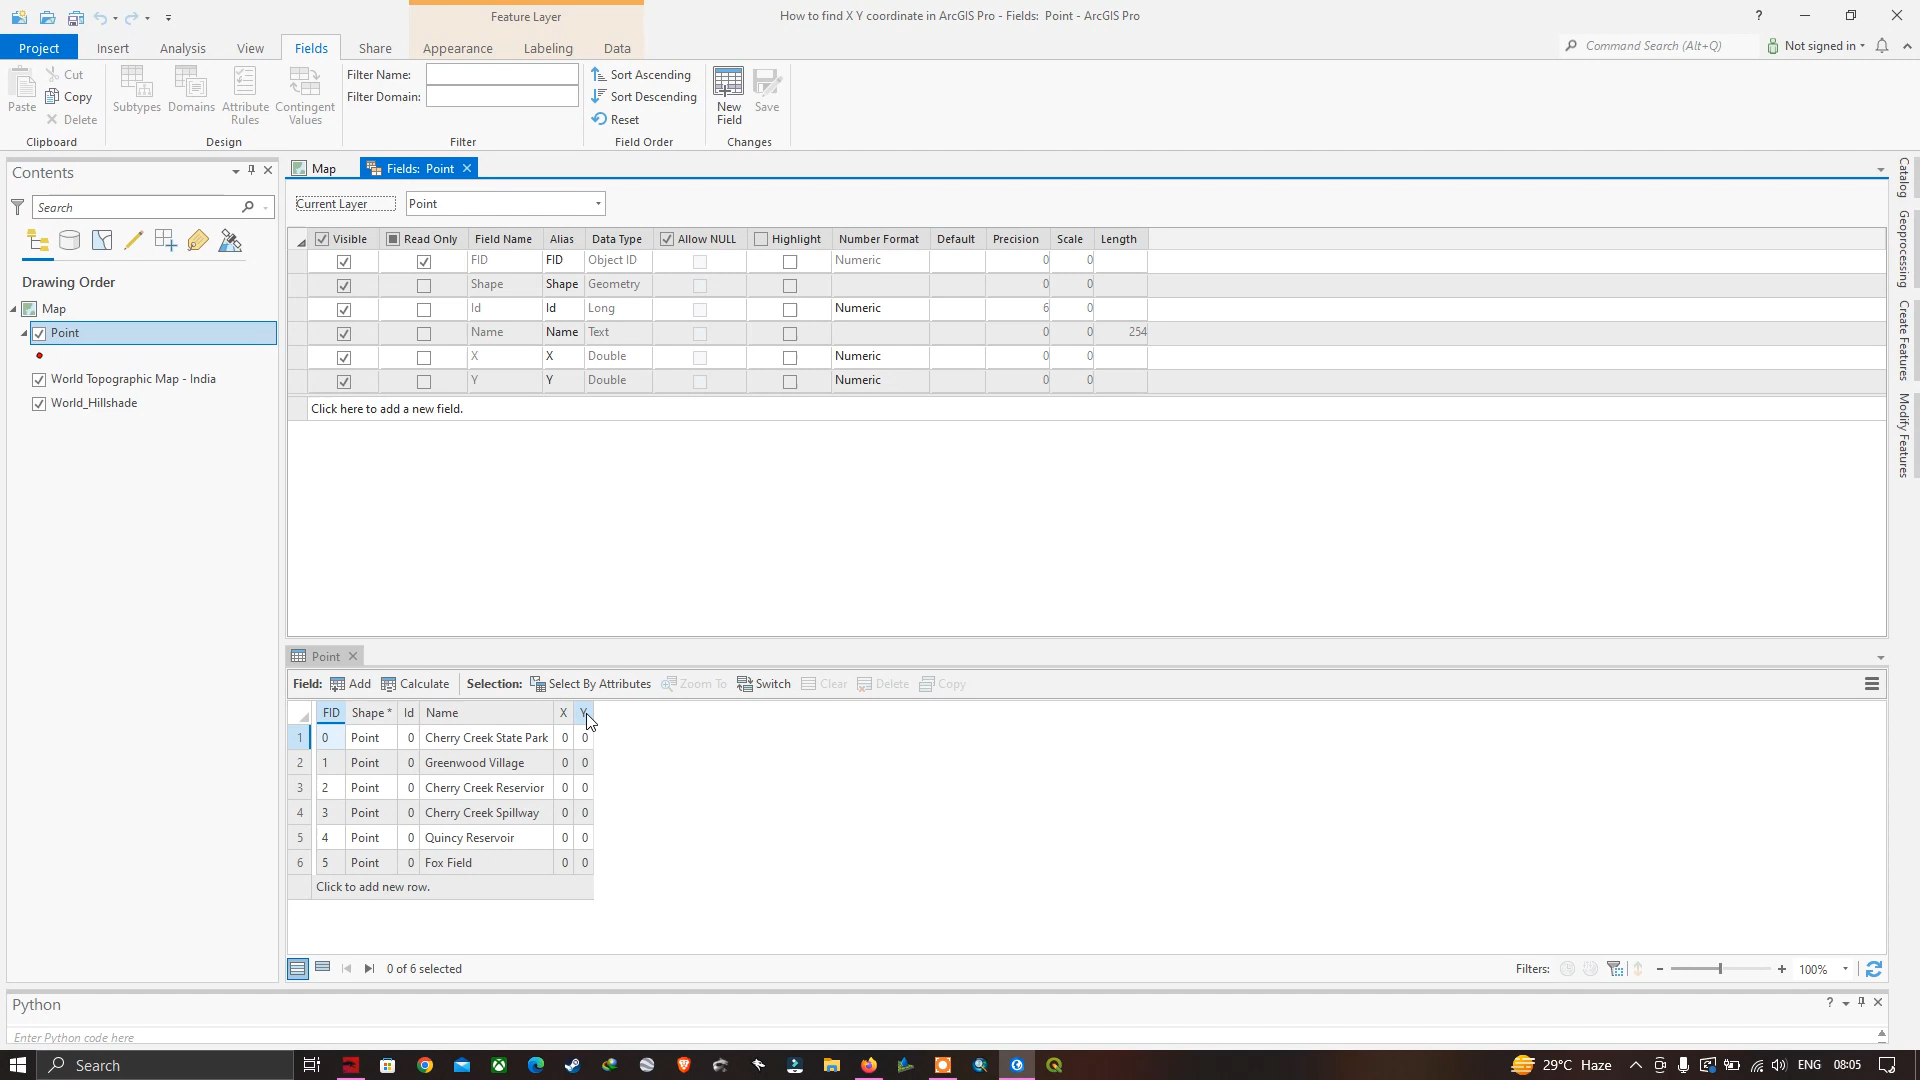 Feature Layer
How to find X Y coordinate in ArcGIS Pro - Fields: Point - ArcGIS Pro
?
Project Insert Analysis View Fields Share Appearance Labeling Data
Command Search (Alt+Q)
Not signed in
Paste
Cut
Copy
Delete
Clipboard
Subtypes Domains Attribute Rules Contingent Values
Design
Filter Name:
Filter Domain:
Filter
Sort Ascending
Sort Descending
Reset
Field Order
New Field
Save
Changes
Contents
Search
Drawing Order
Map
Point
World Topographic Map - India
World_Hillshade
Map Fields: Point
Current Layer Point
Visible Read Only Field Name Alias Data Type Allow NULL Highlight Number Format Default Precision Scale Length
FID FID Object ID Numeric 0 0
Shape Shape Geometry 0 0
Id Id Long Numeric 6 0
Name Name Text 0 0 254
X X Double Numeric 0 0
Y Y Double Numeric 0 0
Click here to add a new field.
Catalog
Geoprocessing
Create Features
Modify Features
Point
Field: Add Calculate Selection: Select By Attributes Zoom To Switch Clear Delete Copy
FID Shape * Id Name X Y
1 0 Point 0 Cherry Creek State Park 0 0
2 1 Point 0 Greenwood Village 0 0
3 2 Point 0 Cherry Creek Reservior 0 0
4 3 Point 0 Cherry Creek Spillway 0 0
5 4 Point 0 Quincy Reservoir 0 0
6 5 Point 0 Fox Field 0 0
Click to add new row.
0 of 6 selected
Filters: - + 100%
Python
?
Enter Python code here
Search
29°C Haze
ENG 08:05